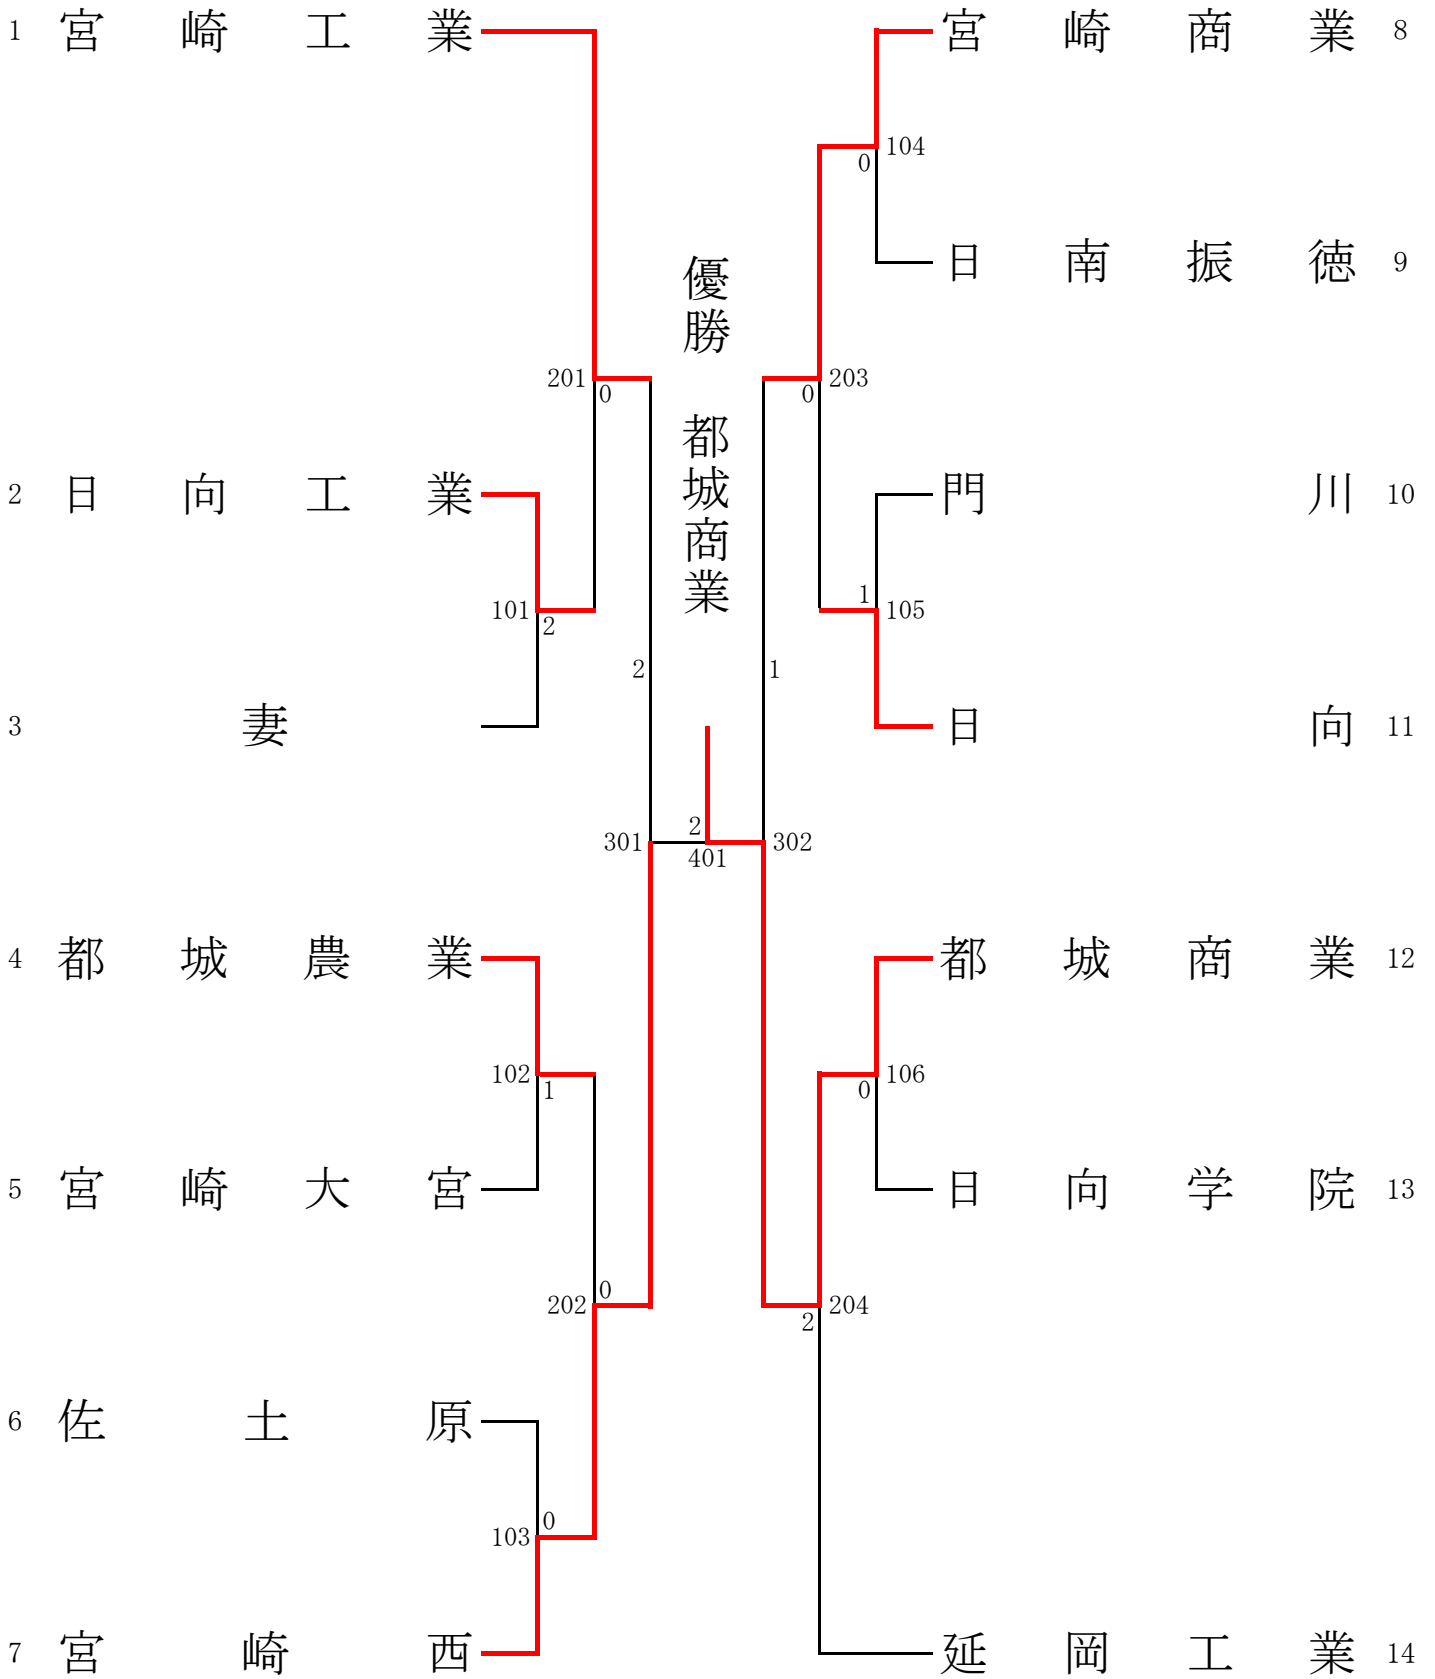 1 宮崎工業
宮崎商業 8
104
0
日南振徳 9
優勝 都城商業
201
0
203
0
2 日向工業
門川 10
101
2
1
105
2
1
3 妻
日向 11
301
2
401
302
4 都城農業
都城商業 12
102
1
106
0
5 宮崎大宮
日向学院 13
202
0
204
2
6 佐土原
103
0
7 宮崎西
延岡工業 14